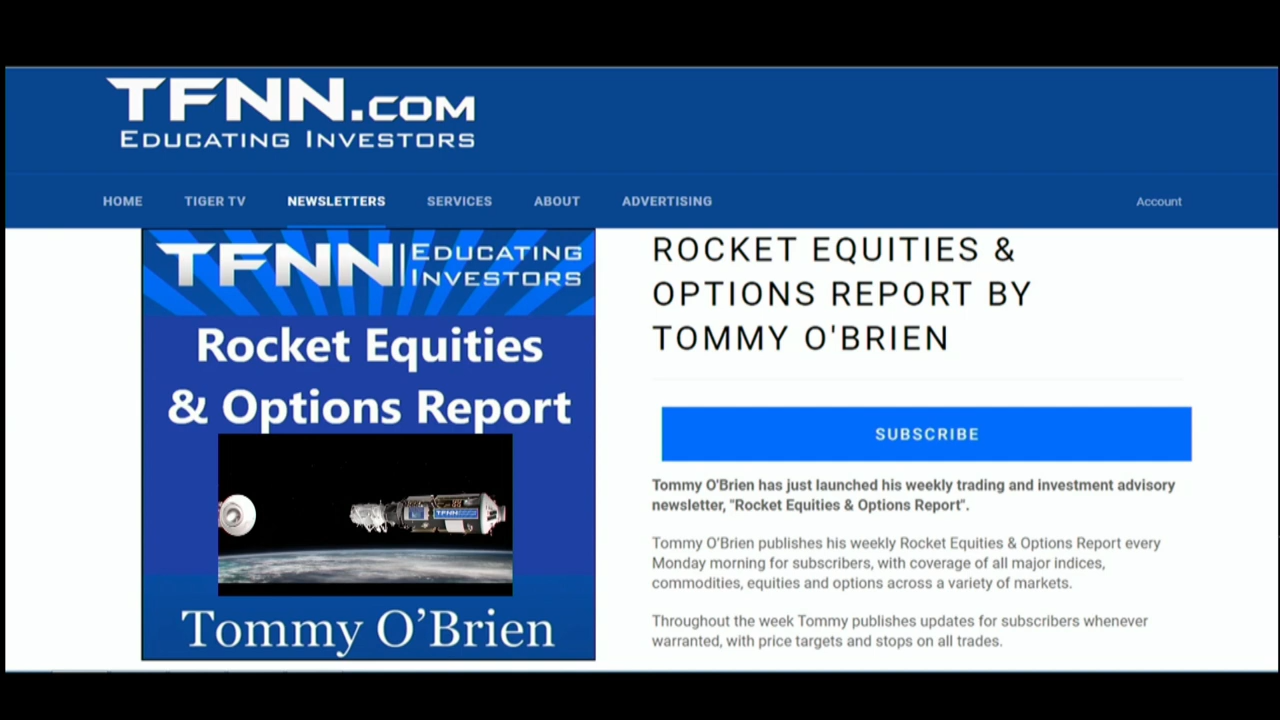 TFNN.COM
EDUCATING INVESTORS
HOME TIGER TV NEWSLETTERS SERVICES ABOUT ADVERTISING Account
TFNN EDUCATING
INVESTORS
Rocket Equities
& Options Report
TFNN
Tommy O’Brien
ROCKET EQUITIES &
OPTIONS REPORT BY
TOMMY O'BRIEN
SUBSCRIBE
Tommy O'Brien has just launched his weekly trading and investment advisory
newsletter, "Rocket Equities & Options Report".
Tommy O’Brien publishes his weekly Rocket Equities & Options Report every
Monday morning for subscribers, with coverage of all major indices,
commodities, equities and options across a variety of markets.
Throughout the week Tommy publishes updates for subscribers whenever
warranted, with price targets and stops on all trades.